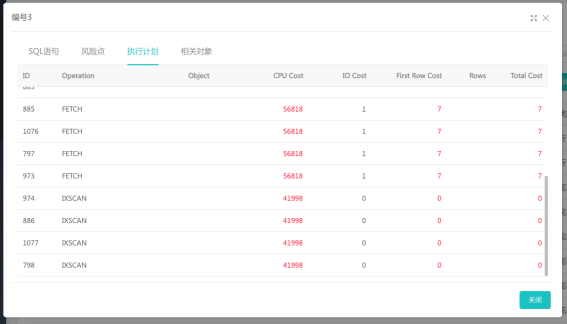 编号3
SQL语句 风险点 执行计划 相关对象
ID Operation Object CPU Cost IO Cost First Row Cost Rows Total Cost
885 FETCH 56818 1 7 7
1076 FETCH 56818 1 7 7
797 FETCH 56818 1 7 7
973 FETCH 56818 1 7 7
974 IXSCAN 41998 0 0 0
886 IXSCAN 41998 0 0 0
1077 IXSCAN 41998 0 0 0
798 IXSCAN 41998 0 0 0
关闭